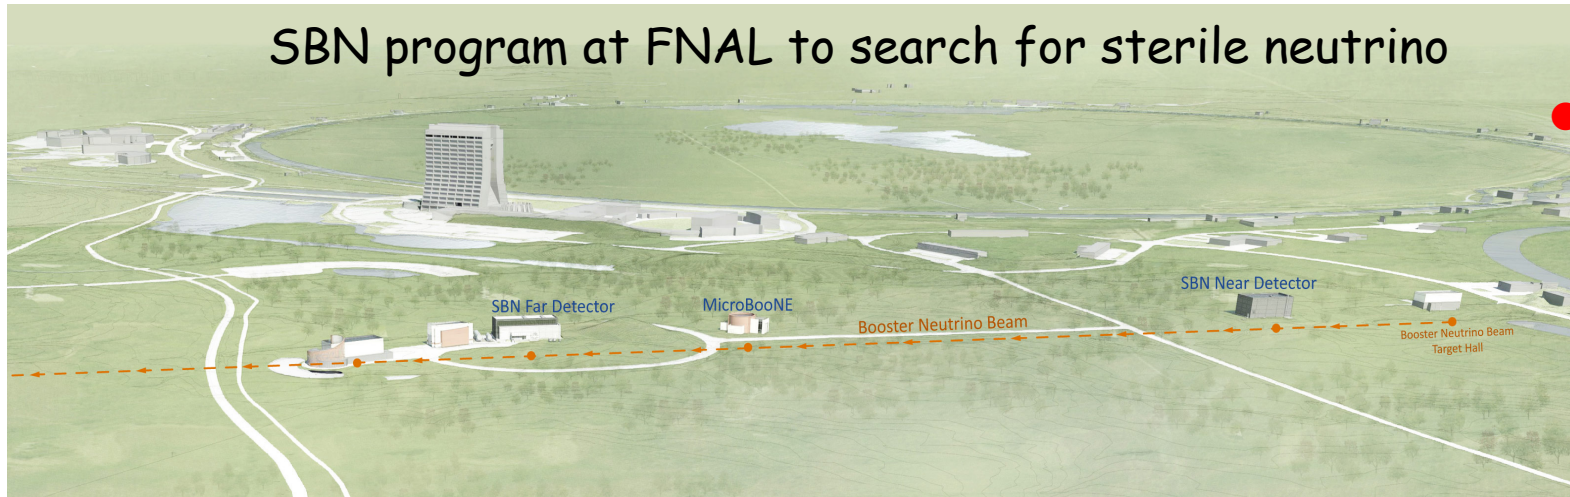 SBN program at FNAL to search for sterile neutrino
SBN Near Detector
SBN Far Detector
MicroBooNE
Booster Neutrino Beam
Booster Neutrino Beam
Target Hall